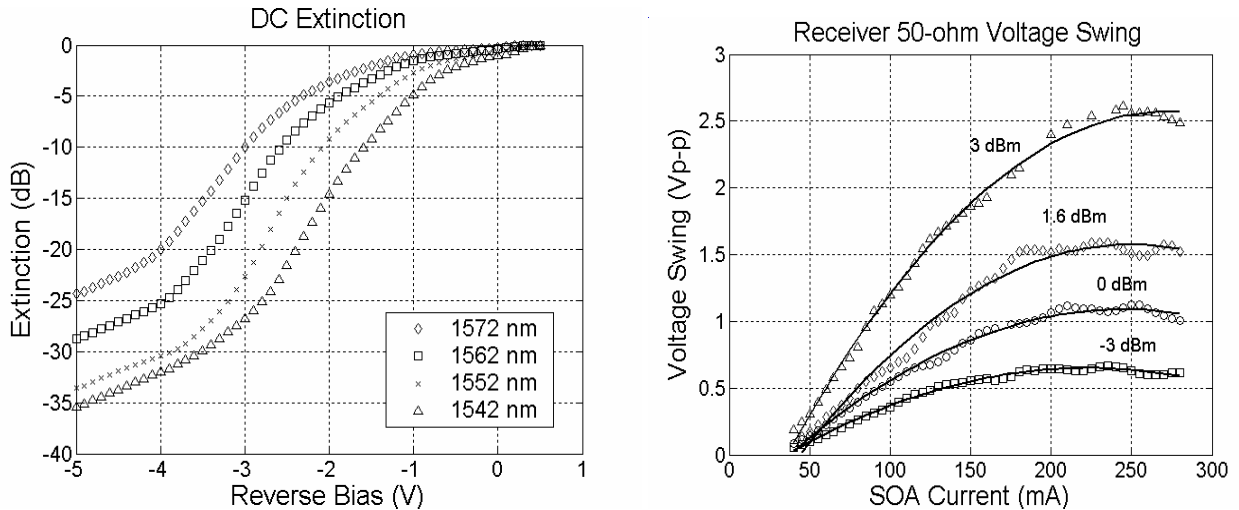 DC Extinction
Extinction (dB)
0
-5
-10
-15
-20
-25
-30
-35
-40
-5
-4
-3
-2
-1
0
1
Reverse Bias (V)
1572 nm
1562 nm
1552 nm
1542 nm
Receiver 50-ohm Voltage Swing
Voltage Swing (Vp-p)
3
2.5
2
1.5
1
0.5
0
3 dBm
1.6 dBm
0 dBm
-3 dBm
0
50
100
150
200
250
300
SOA Current (mA)